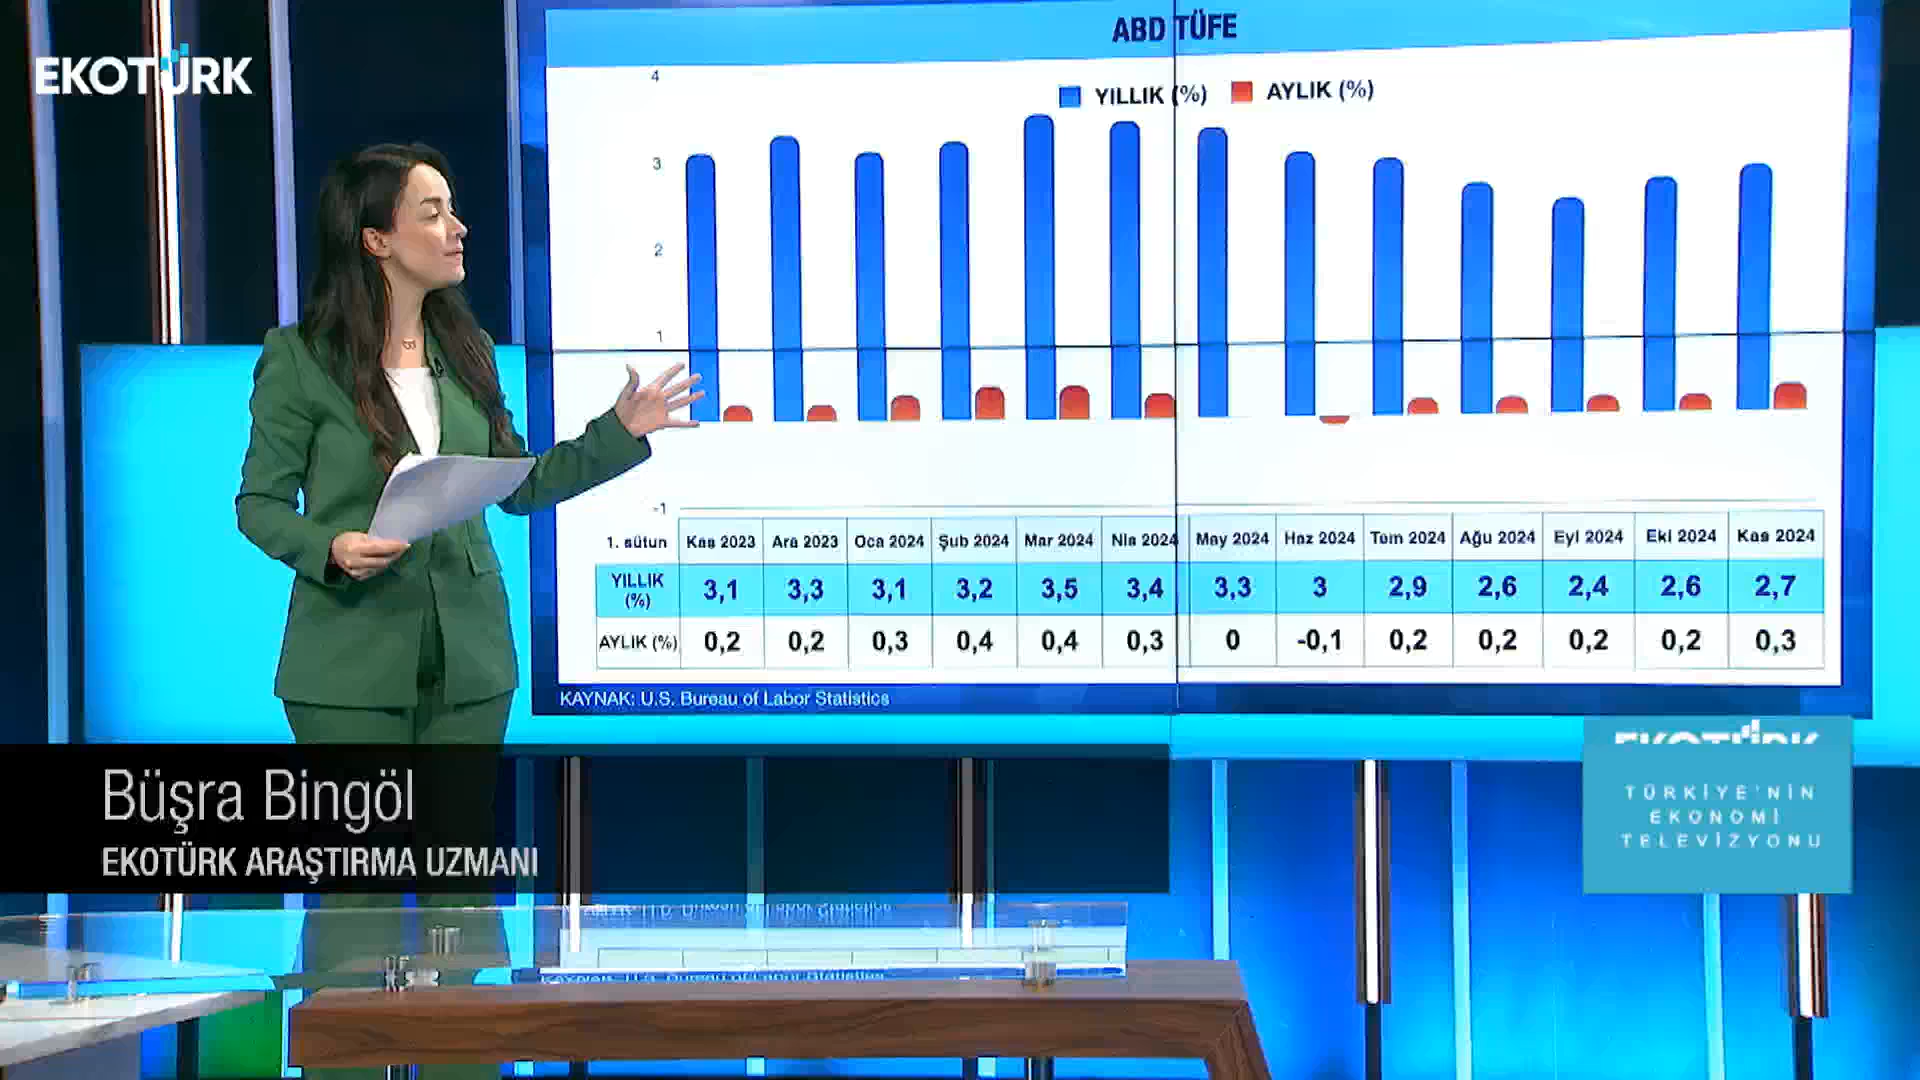 EKOTÜRK
ABD TÜFE
YILLIK (%) AYLIK (%)
4
3
2
1
-1
1. sütun Kas 2023 Ara 2023 Oca 2024 Şub 2024 Mar 2024 Nis 2024 May 2024 Haz 2024 Tem 2024 Ağu 2024 Eyl 2024 Eki 2024 Kas 2024
YILLIK (%) 3,1 3,3 3,1 3,2 3,5 3,4 3,3 3 2,9 2,6 2,4 2,6 2,7
AYLIK (%) 0,2 0,2 0,3 0,4 0,4 0,3 0 -0,1 0,2 0,2 0,2 0,2 0,3
KAYNAK: U.S. Bureau of Labor Statistics
Büşra Bingöl
EKOTÜRK ARAŞTIRMA UZMANI
EKOTÜRK
TÜRKİYE'NİN
EKONOMİ
TELEVİZYONU